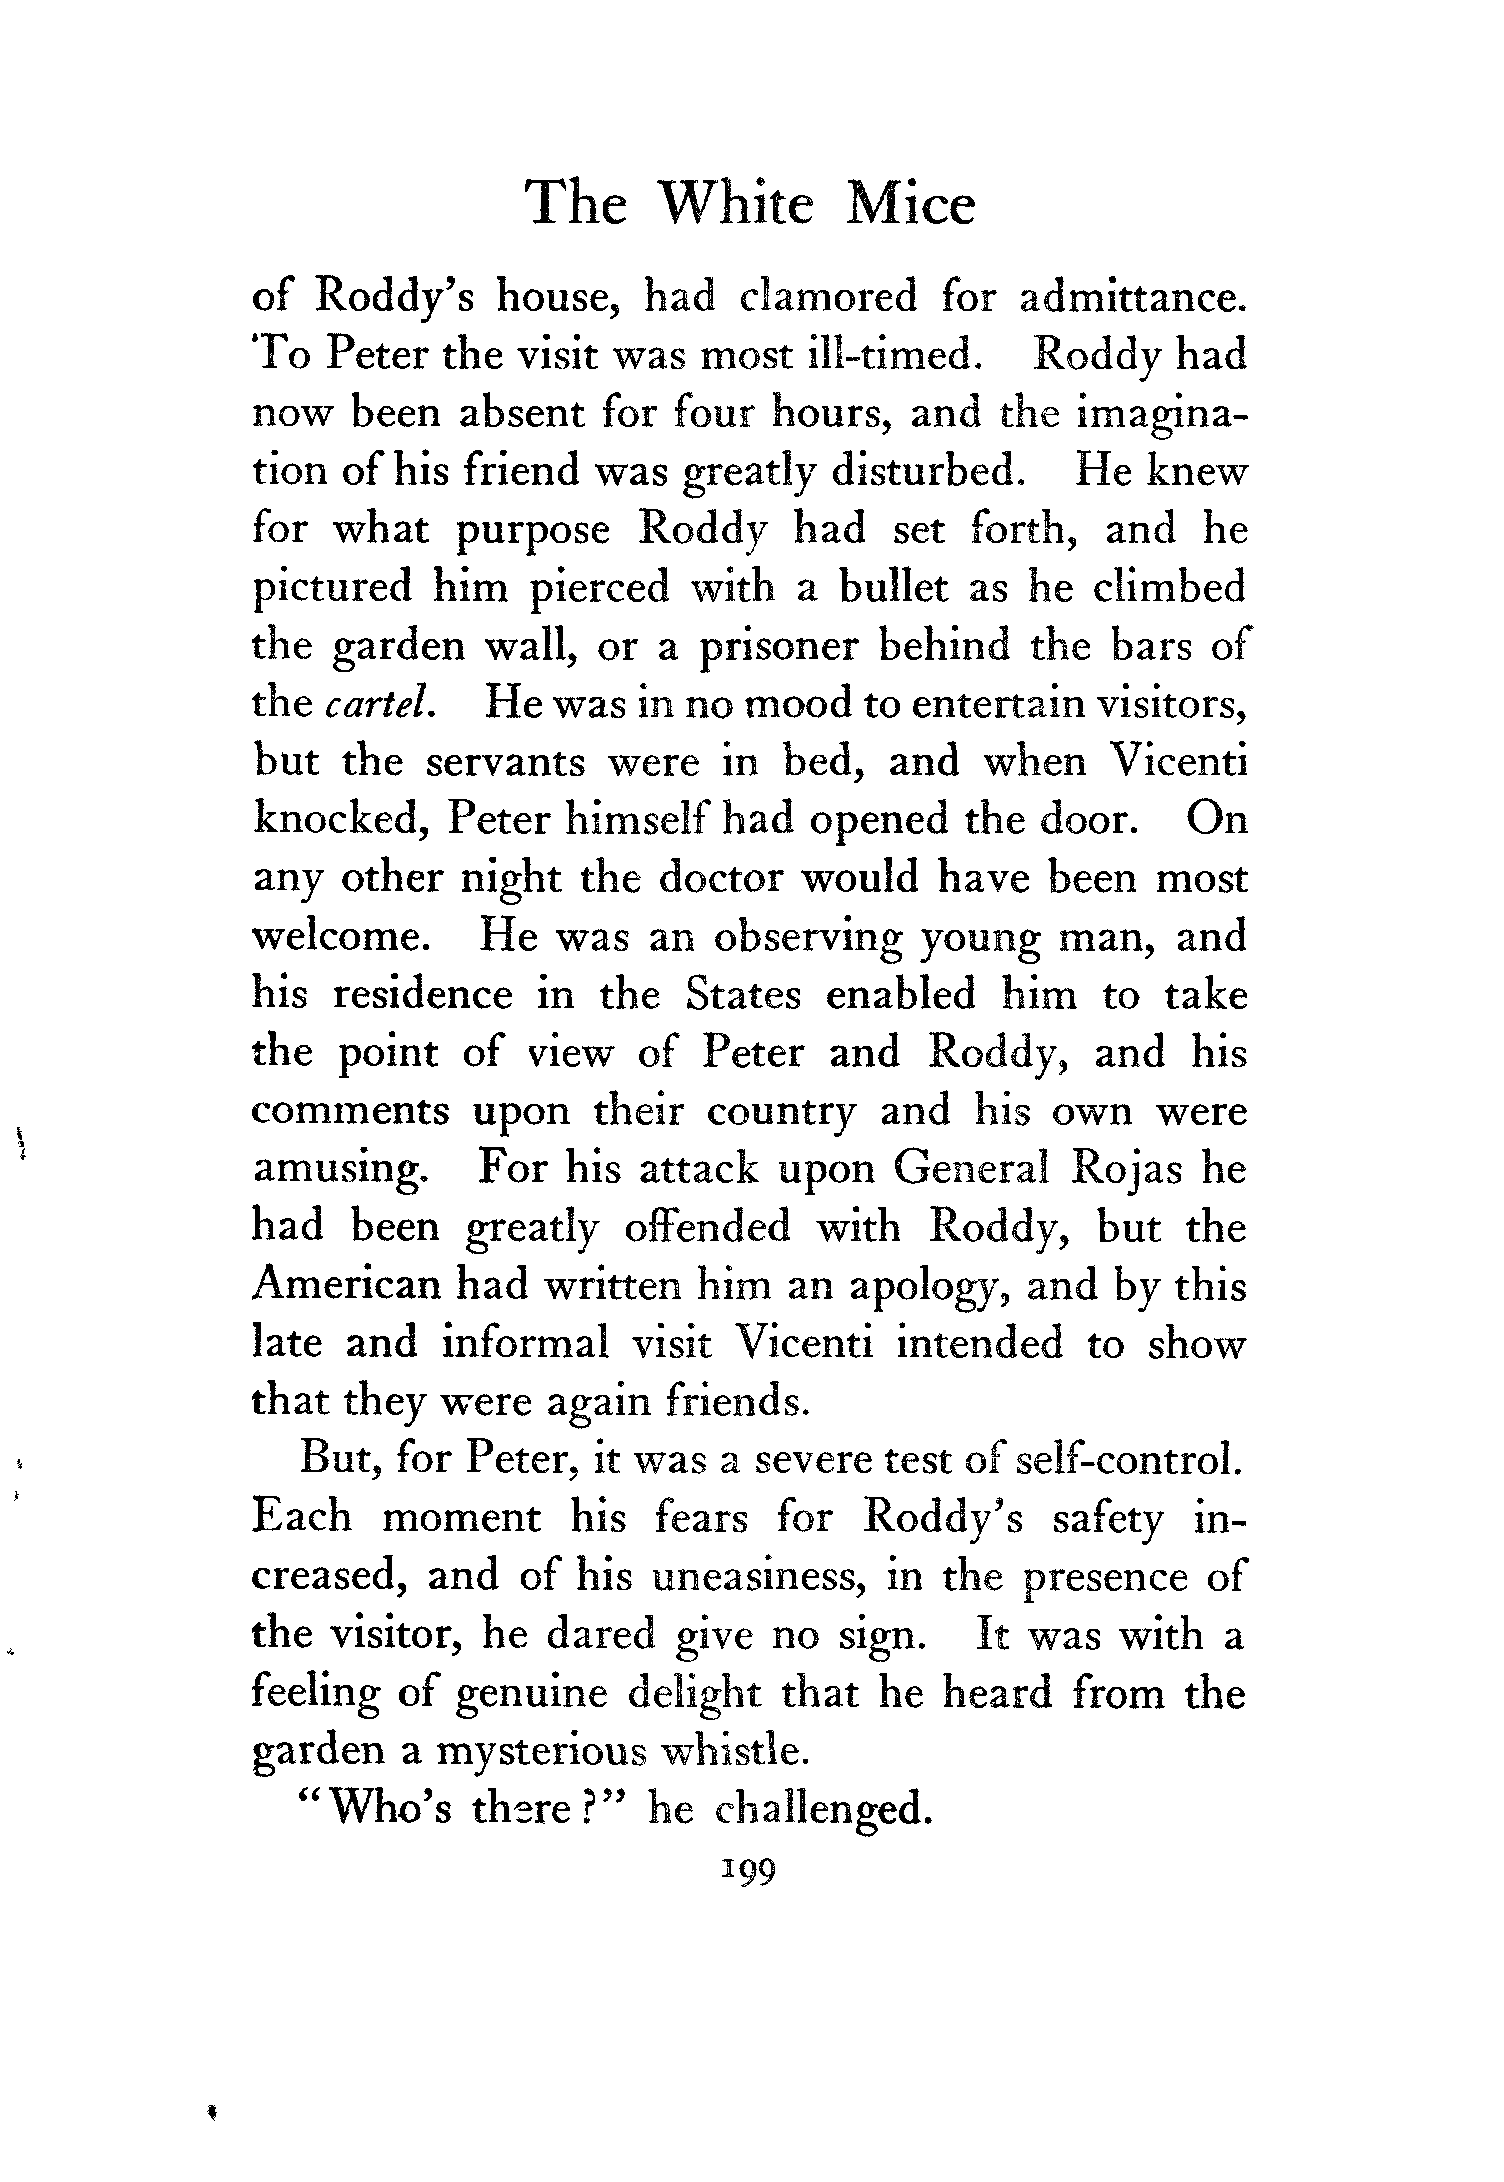 The White Mice
of Roddy's house, had clamored for admittance.
To Peter the visit was most ill-timed. Roddy had
now been absent for four hours, and the imagina-
tion of his friend was greatly disturbed. He knew
for what purpose Roddy had set forth, and he
pictured him pierced with a bullet as he climbed
the garden wall, or a prisoner behind the bars of
the cartel. He was in no mood to entertain visitors,
but the servants were in bed, and when Vicenti
knocked, Peter himself had opened the door. On
any other night the doctor would have been most
welcome. He was an observing young man, and
his residence in the States enabled him to take
the point of view of Peter and Roddy, and his
comments upon their country and his own were
amusing. For his attack upon General Rojas he
had been greatly offended with Roddy, but the
American had written him an apology, and by this
late and informal visit Vicenti intended to show
that they were again friends.
But, for Peter, it was a severe test of self-control.
Each moment his fears for Roddy's safety in-
creased, and of his uneasiness, in the presence of
the visitor, he dared give no sign. It was with a
feeling of genuine delight that he heard from the
garden a mysterious whistle.
"Who's there?" he challenged.
199